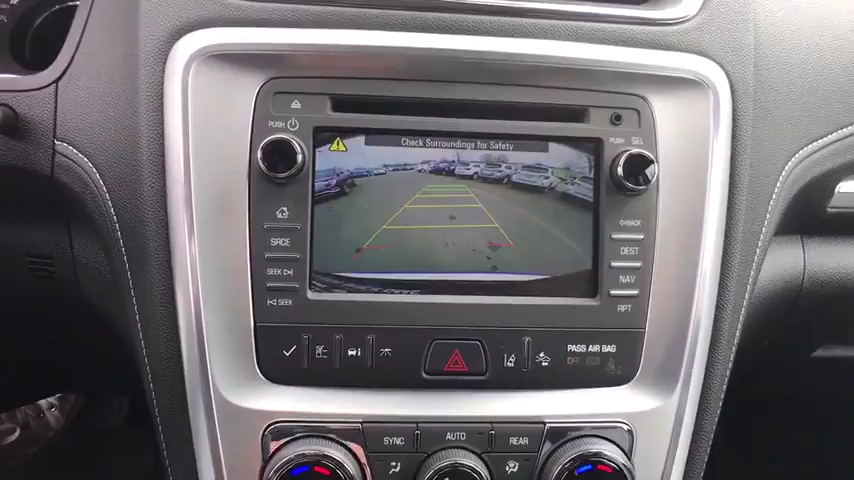 PUSH
PUSH SEL
Check Surroundings for Safety
SRCE
SEEK
SEEK
BACK
DEST
NAV
RPT
PASS AIR BAG
OFF
SYNC
AUTO
REAR